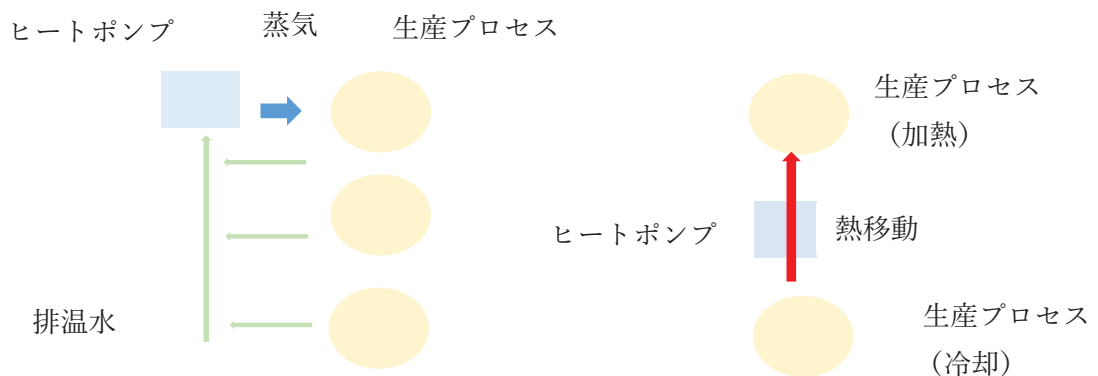 ヒートポンプ
蒸気
生産プロセス
排温水
生産プロセス
（加熱）
ヒートポンプ
熱移動
生産プロセス
（冷却）